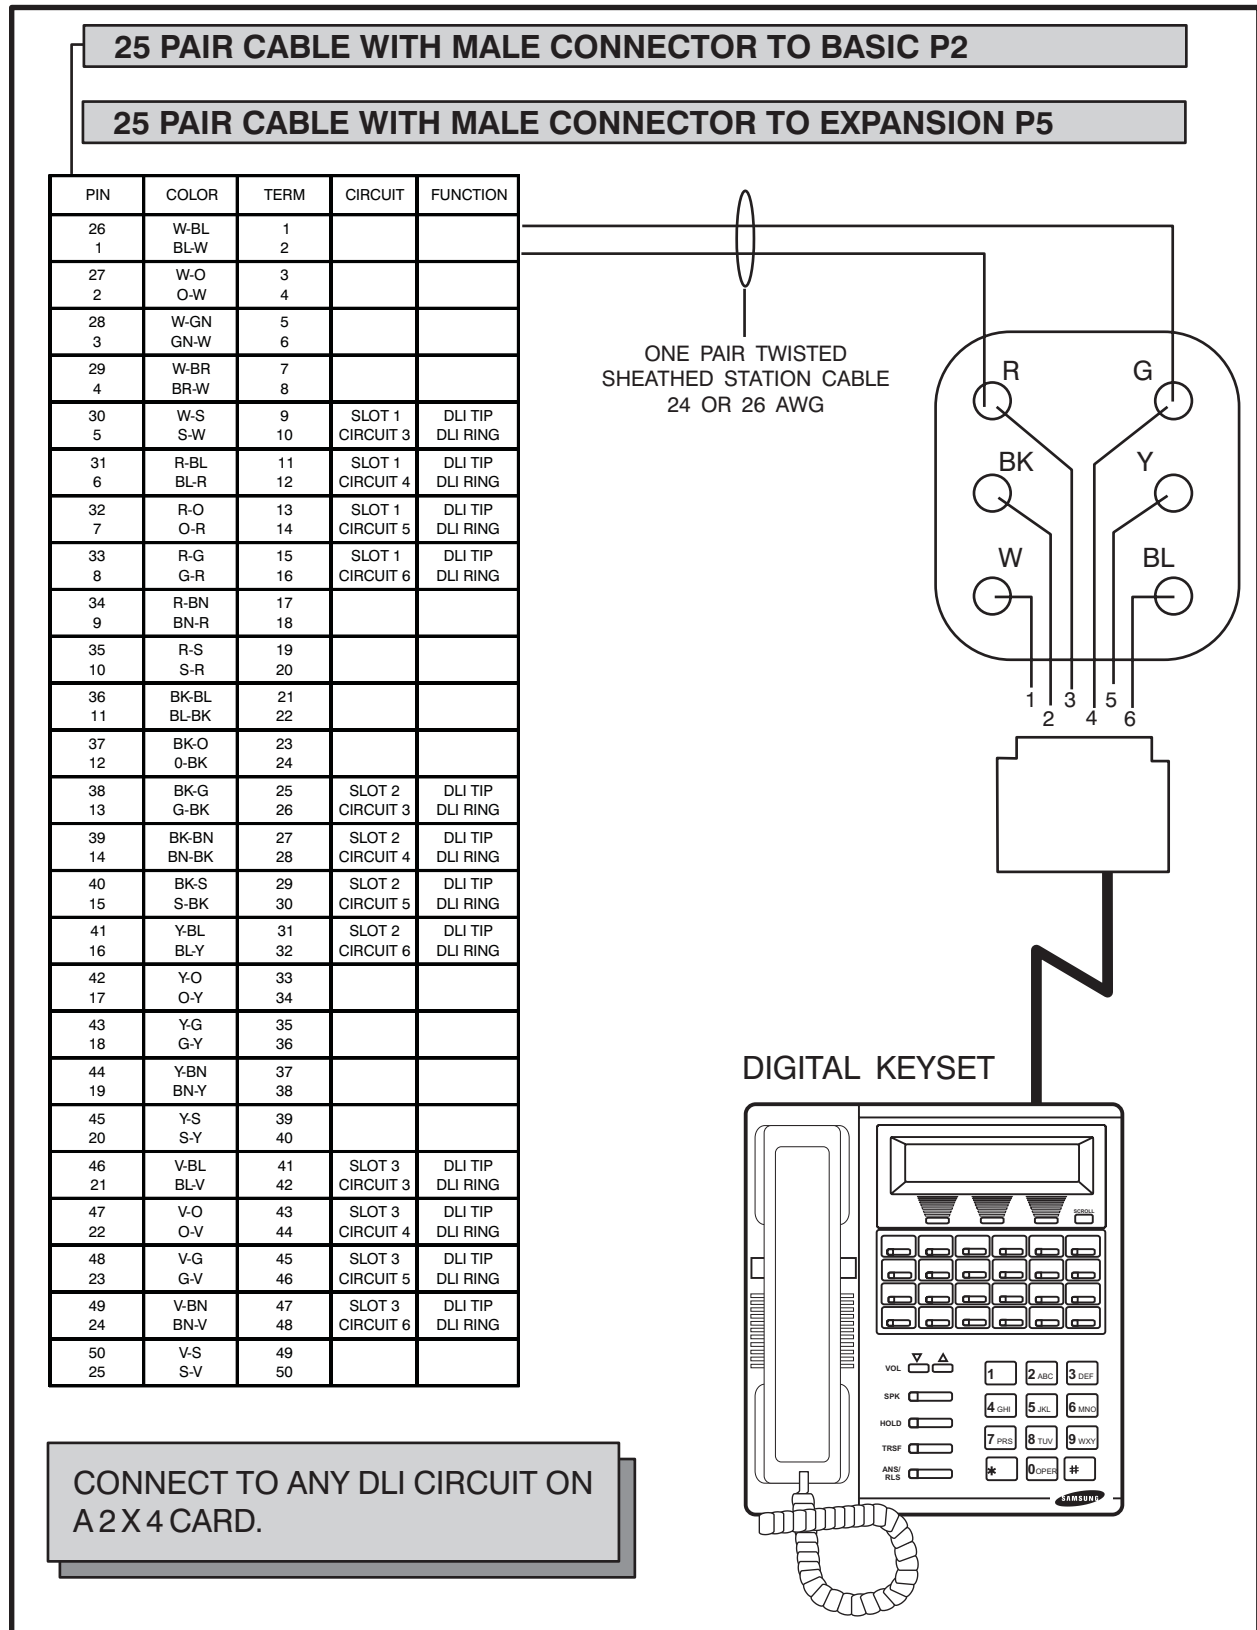 25 PAIR CABLE WITH MALE CONNECTOR TO BASIC P2
25 PAIR CABLE WITH MALE CONNECTOR TO EXPANSION P5
PIN COLOR TERM CIRCUIT FUNCTION
26 W-BL 1
1 BL-W 2
27 W-O 3
2 O-W 4
28 W-GN 5
3 GN-W 6
29 W-BR 7
4 BR-W 8
30 W-S 9 SLOT 1 DLI TIP
5 S-W 10 CIRCUIT 3 DLI RING
31 R-BL 11 SLOT 1 DLI TIP
6 BL-R 12 CIRCUIT 4 DLI RING
32 R-O 13 SLOT 1 DLI TIP
7 O-R 14 CIRCUIT 5 DLI RING
33 R-G 15 SLOT 1 DLI TIP
8 G-R 16 CIRCUIT 6 DLI RING
34 R-BN 17
9 BN-R 18
35 R-S 19
10 S-R 20
36 BK-BL 21
11 BL-BK 22
37 BK-O 23
12 0-BK 24
38 BK-G 25 SLOT 2 DLI TIP
13 G-BK 26 CIRCUIT 3 DLI RING
39 BK-BN 27 SLOT 2 DLI TIP
14 BN-BK 28 CIRCUIT 4 DLI RING
40 BK-S 29 SLOT 2 DLI TIP
15 S-BK 30 CIRCUIT 5 DLI RING
41 Y-BL 31 SLOT 2 DLI TIP
16 BL-Y 32 CIRCUIT 6 DLI RING
42 Y-O 33
17 O-Y 34
43 Y-G 35
18 G-Y 36
44 Y-BN 37
19 BN-Y 38
45 Y-S 39
20 S-Y 40
46 V-BL 41 SLOT 3 DLI TIP
21 BL-V 42 CIRCUIT 3 DLI RING
47 V-O 43 SLOT 3 DLI TIP
22 O-V 44 CIRCUIT 4 DLI RING
48 V-G 45 SLOT 3 DLI TIP
23 G-V 46 CIRCUIT 5 DLI RING
49 V-BN 47 SLOT 3 DLI TIP
24 BN-V 48 CIRCUIT 6 DLI RING
50 V-S 49
25 S-V 50
ONE PAIR TWISTED
SHEATHED STATION CABLE
24 OR 26 AWG
R G
BK Y
W BL
1 2 3 4 5 6
DIGITAL KEYSET
SCROLL
VOL
SPK
HOLD
TRSF
ANS/
RLS
1 2 ABC 3 DEF
4 GHI 5 JKL 6 MNO
7 PRS 8 TUV 9 WXY
* 0 OPER #
SAMSUNG
CONNECT TO ANY DLI CIRCUIT ON
A 2 X 4 CARD.